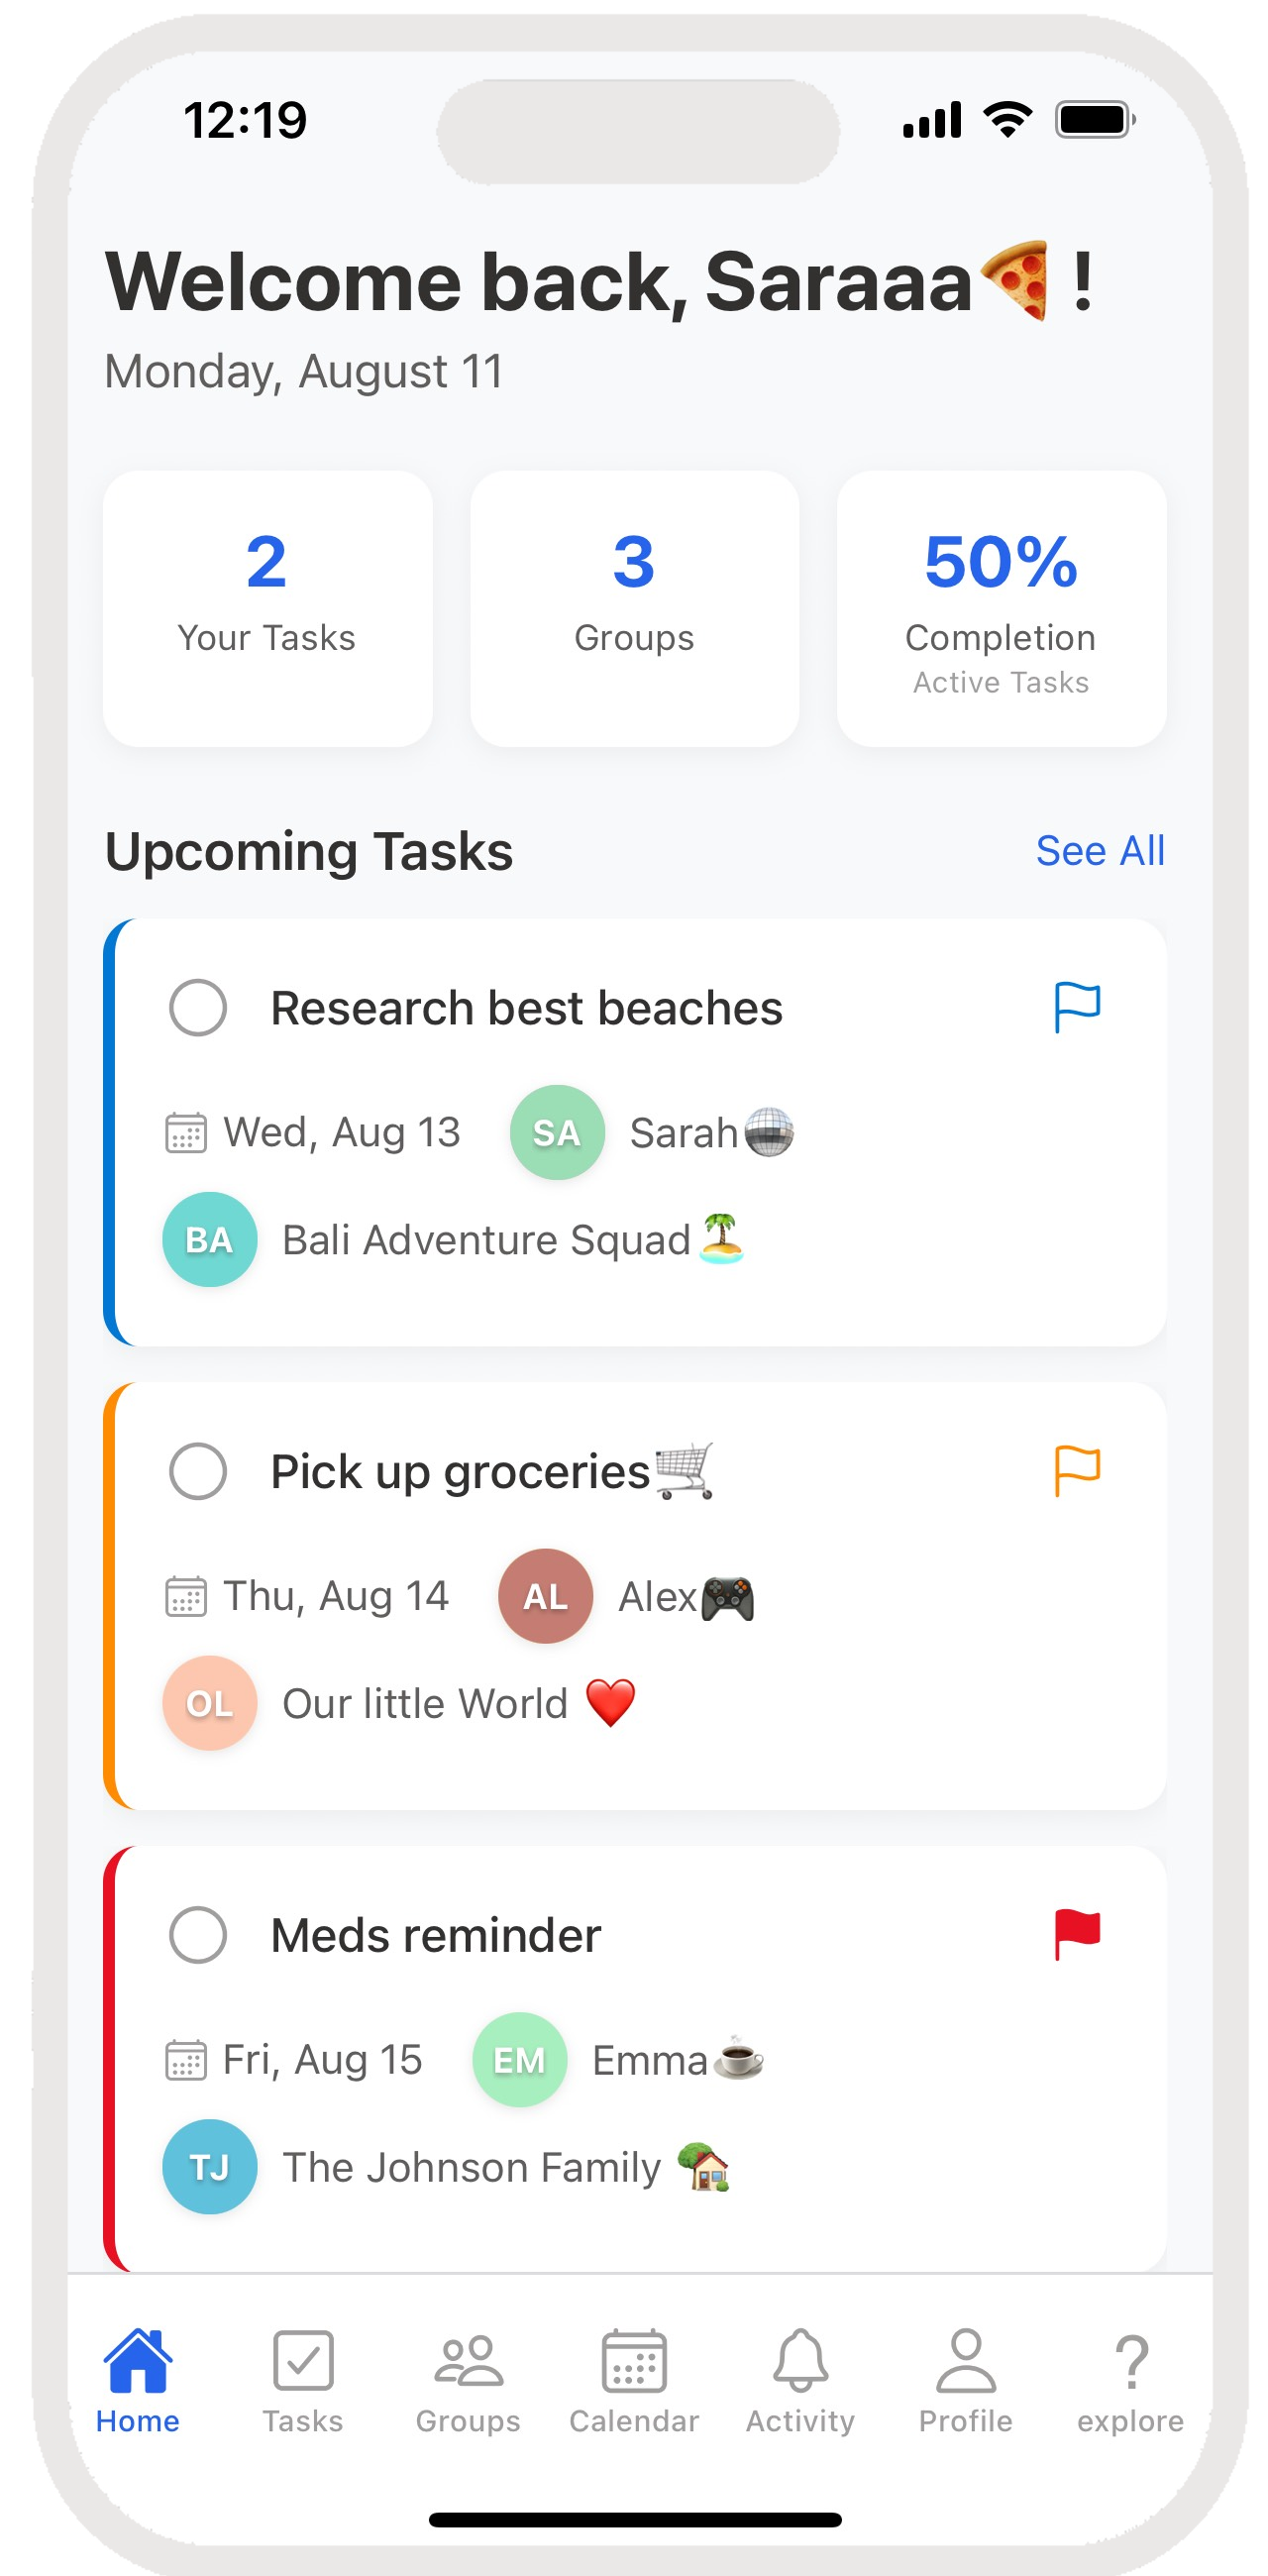 12:19
Welcome back, Saraaa🍕!
Monday, August 11
2
Your Tasks
3
Groups
50%
Completion
Active Tasks
Upcoming Tasks
See All
Research best beaches
Wed, Aug 13
SA
Sarah🪩
BA
Bali Adventure Squad🏝️
Pick up groceries🛒
Thu, Aug 14
AL
Alex🎮
OL
Our little World ❤️
Meds reminder
Fri, Aug 15
EM
Emma☕
TJ
The Johnson Family 🏡
Home
Tasks
Groups
Calendar
Activity
Profile
?
explore